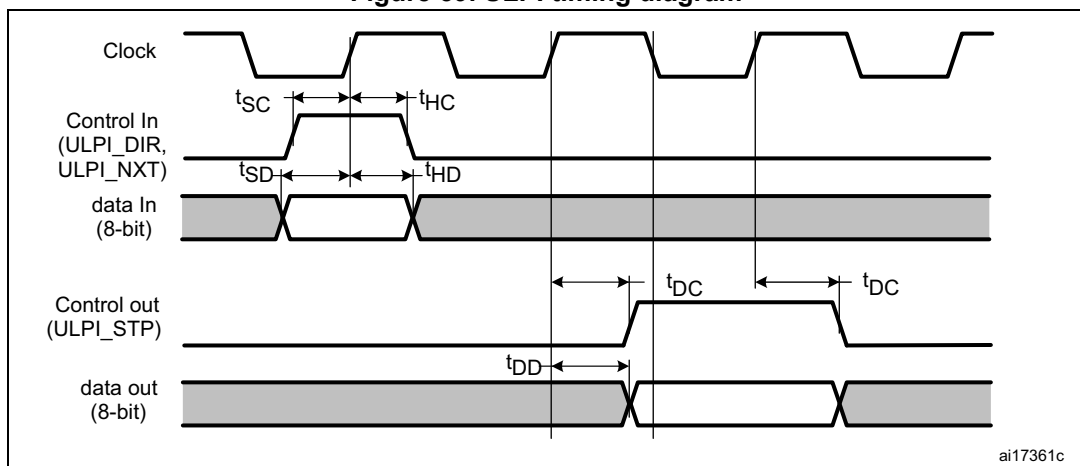 Clock
tSC
tHC
Control In
(ULPI_DIR,
ULPI_NXT)
tSD
tHD
data In
(8-bit)
tDC
tDC
Control out
(ULPI_STP)
tDD
data out
(8-bit)
ai17361c